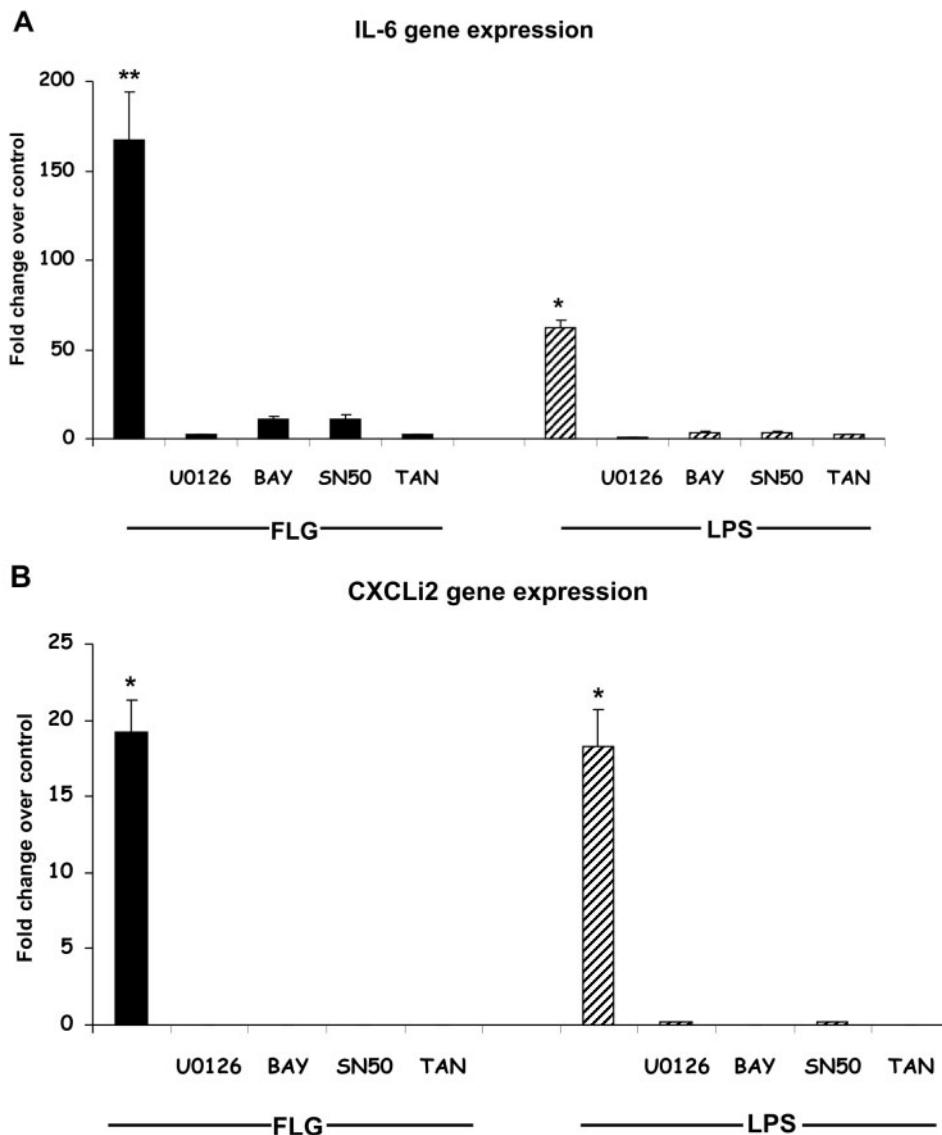 A
IL-6 gene expression
Fold change over control
200
150
100
50
0
**
*
U0126 BAY SN50 TAN U0126 BAY SN50 TAN
FLG LPS
B
CXCLi2 gene expression
Fold change over control
25
20
15
10
5
0
*
*
U0126 BAY SN50 TAN U0126 BAY SN50 TAN
FLG LPS